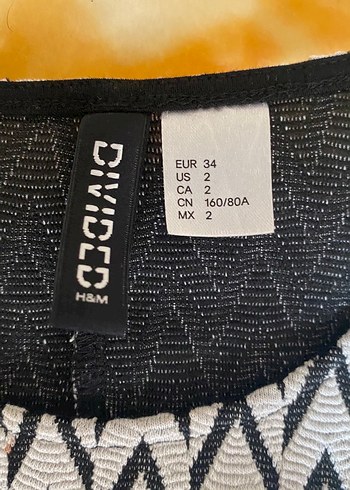 DIVIDED
H&M
EUR 34
US 2
CA 2
CN 160/80A
MX 2